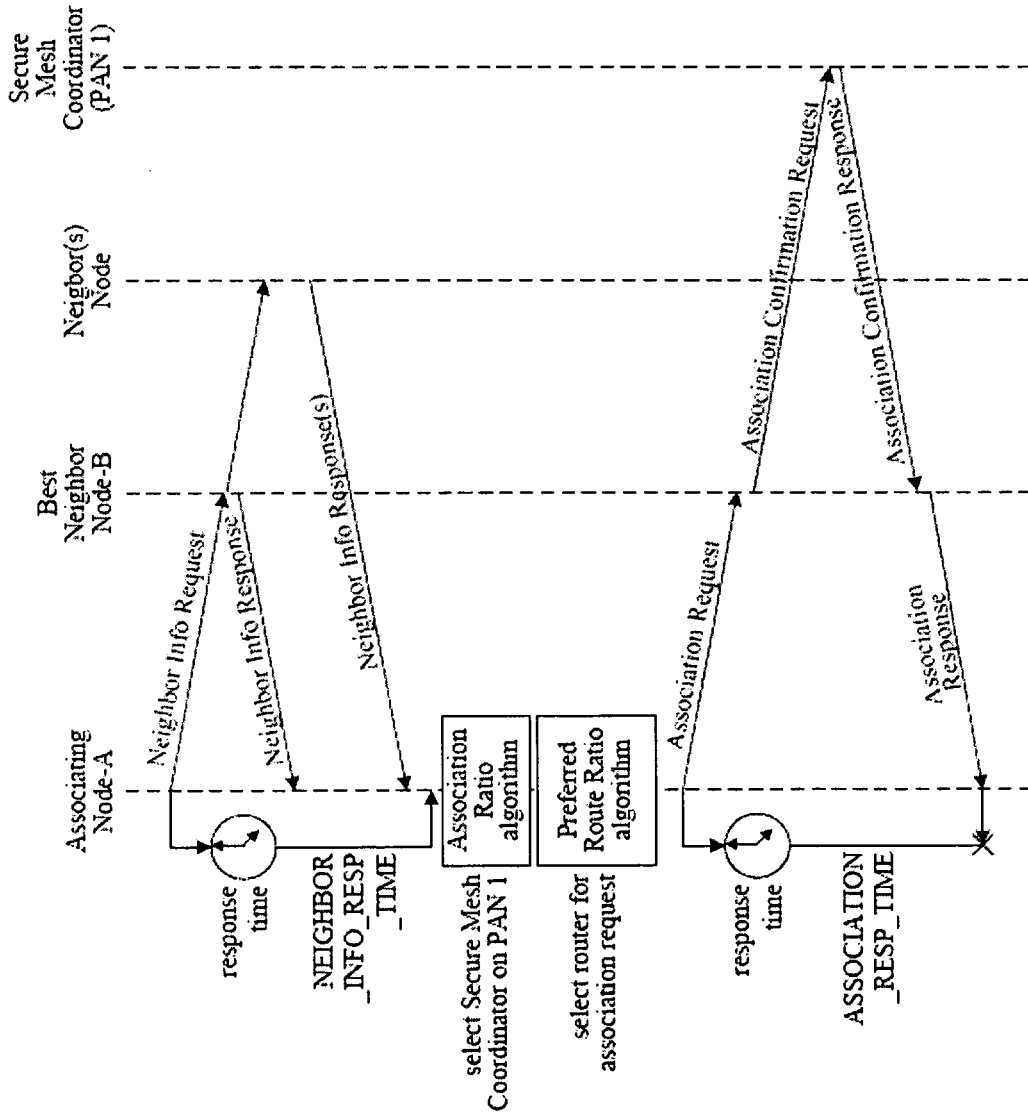 Associating
Node-A
Best
Neighbor
Node-B
Neigbor(s)
Node
Secure
Mesh
Coordinator
(PAN 1)
response
time
Neighbor Info Request
Neighbor Info Response
Neighbor Info Response(s)
NEIGHBOR
_INFO_RESP
_TIME
select Secure Mesh
Coordinator on PAN 1
Association
Ratio
algorithm
select router for
association request
Preferred
Route Ratio
algorithm
response
time
Association Request
Association Confirmation Request
Association Confirmation Response
Association
Response
ASSOCIATION
_RESP_TIME